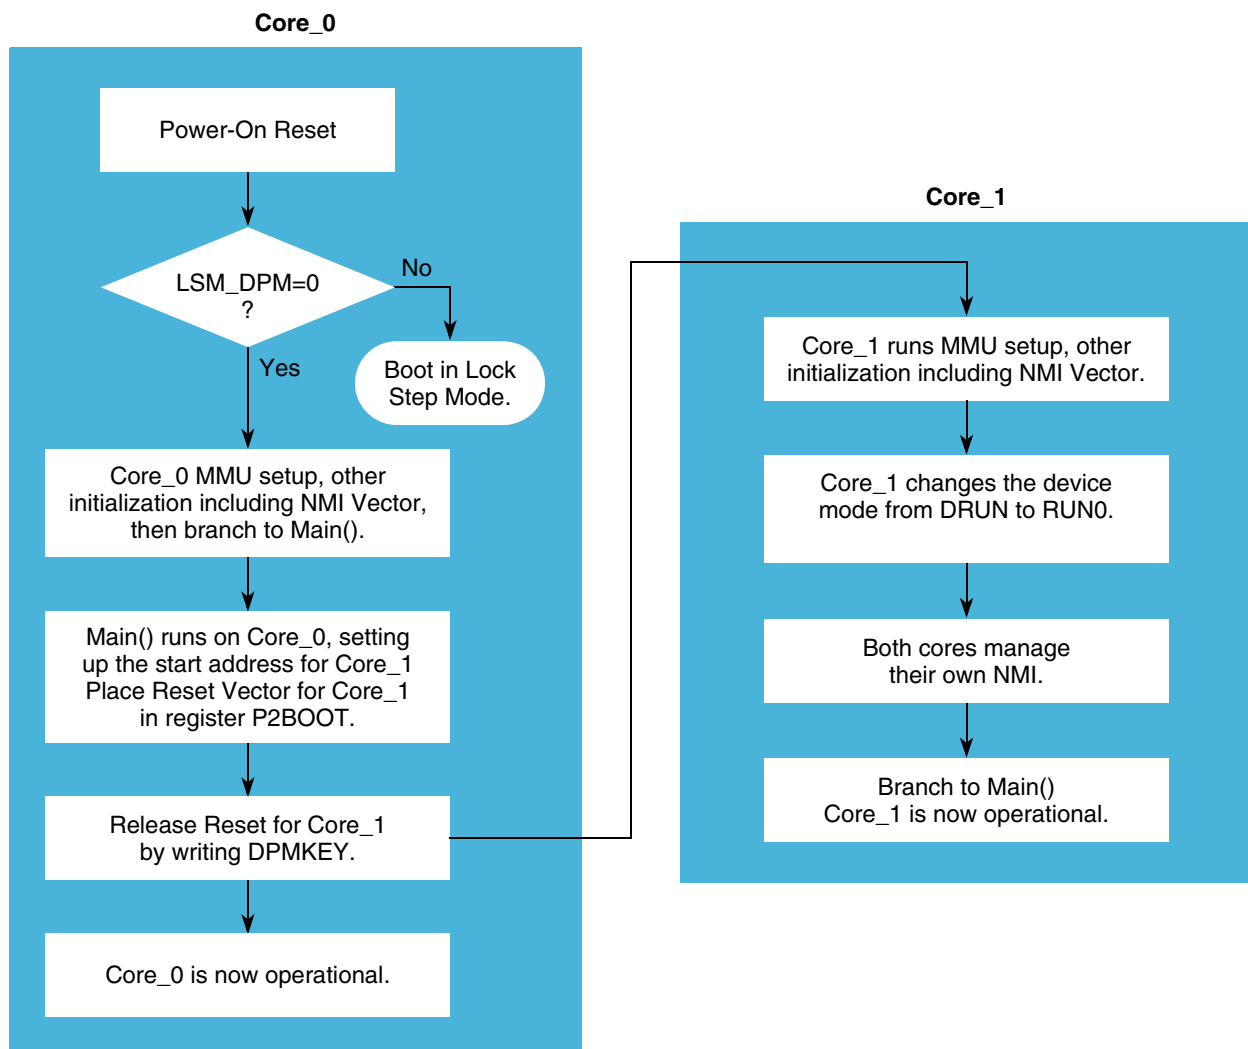 Core_0
Power-On Reset
LSM_DPM=0
?
No
Yes
Boot in Lock
Step Mode.
Core_0 MMU setup, other
initialization including NMI Vector,
then branch to Main().
Main() runs on Core_0, setting
up the start address for Core_1
Place Reset Vector for Core_1
in register P2BOOT.
Release Reset for Core_1
by writing DPMKEY.
Core_0 is now operational.
Core_1
Core_1 runs MMU setup, other
initialization including NMI Vector.
Core_1 changes the device
mode from DRUN to RUN0.
Both cores manage
their own NMI.
Branch to Main()
Core_1 is now operational.